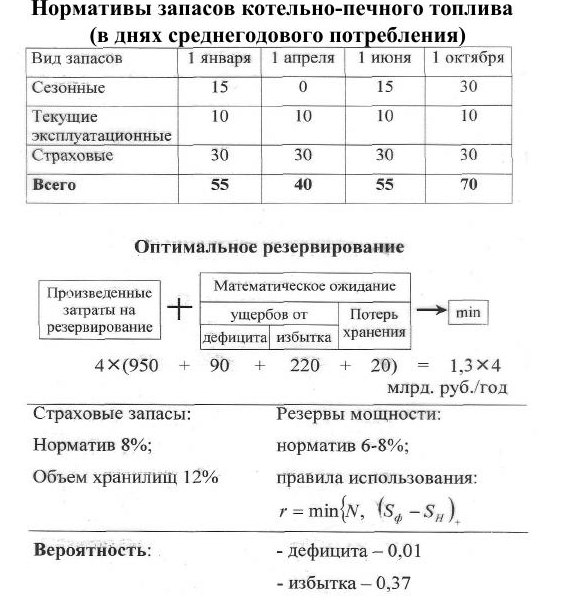 Нормативы запасов котельно-печного топлива
(в днях среднегодового потребления)
Вид запасов 1 января 1 апреля 1 июня 1 октября
Сезонные 15 0 15 30
Текущие 10 10 10 10
эксплуатационные
Страховые 30 30 30 30
Всего 55 40 55 70
Оптимальное резервирование
Произведенные
затраты на
резервирование
+
Математическое ожидание
ущербов от
дефицита избытка
Потерь
хранения
→ min
4×(950 + 90 + 220 + 20) = 1,3×4
млрд. руб./год
Страховые запасы: Резервы мощности:
Норматив 8%; норматив 6-8%;
Объем хранилищ 12% правила использования:
r = min{N, (Sф – SН)+
Вероятность: - дефицита – 0,01
- избытка – 0,37